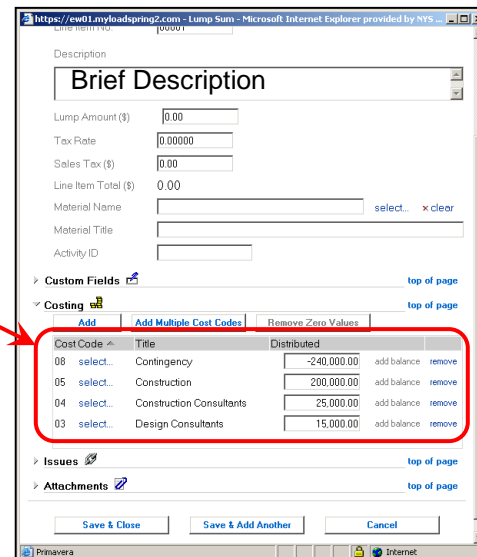 https://ew01.myloadspring2.com - Lump Sum - Microsoft Internet Explorer provided by NYS ...
Line Item No. 00001
Description
Brief Description
Lump Amount ($) 0.00
Tax Rate 0.00000
Sales Tax ($) 0.00
Line Item Total ($) 0.00
Material Name select... × clear
Material Title
Activity ID
Custom Fields top of page
Costing top of page
Add Add Multiple Cost Codes Remove Zero Values
Cost Code Title Distributed
08 select... Contingency -240,000.00 add balance remove
05 select... Construction 200,000.00 add balance remove
04 select... Construction Consultants 25,000.00 add balance remove
03 select... Design Consultants 15,000.00 add balance remove
Issues top of page
Attachments top of page
Save & Close Save & Add Another Cancel
Primavera Internet